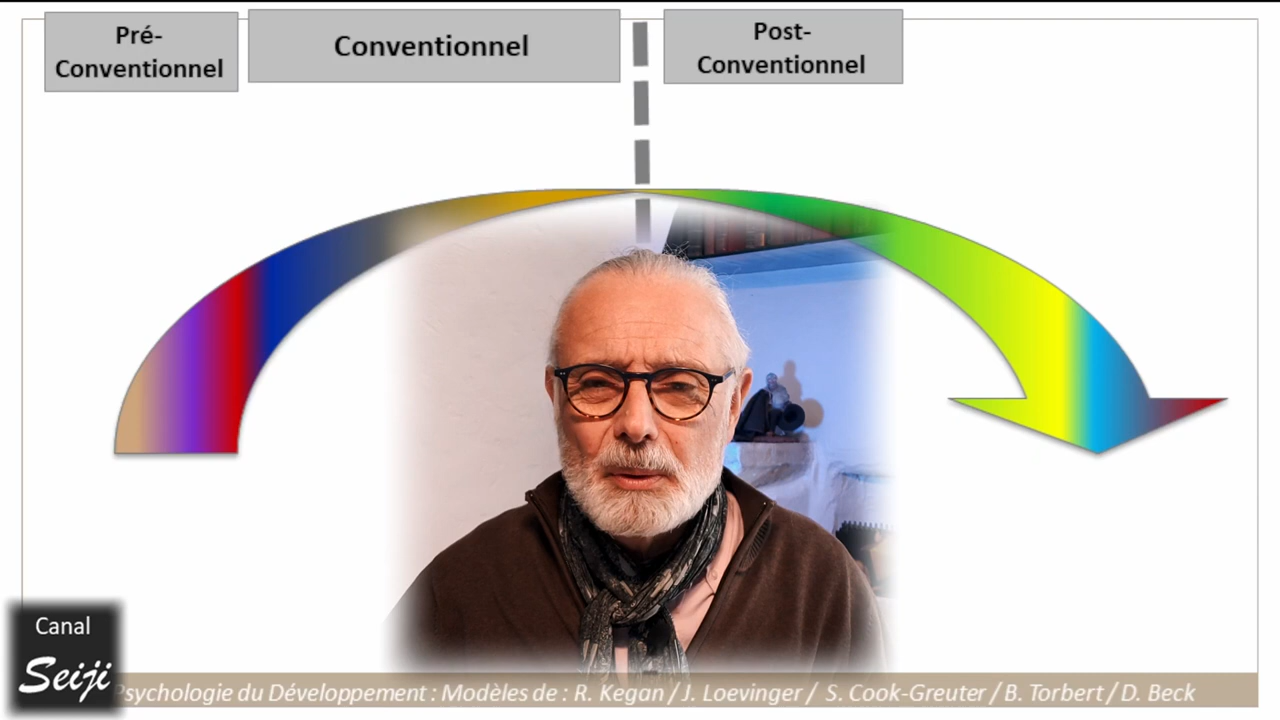 Pré-
Conventionnel
Conventionnel
Post-
Conventionnel
Canal
Seiji
Psychologie du Développement : Modèles de : R. Kegan / J. Loevinger / S. Cook-Greuter / B. Torbert / D. Beck